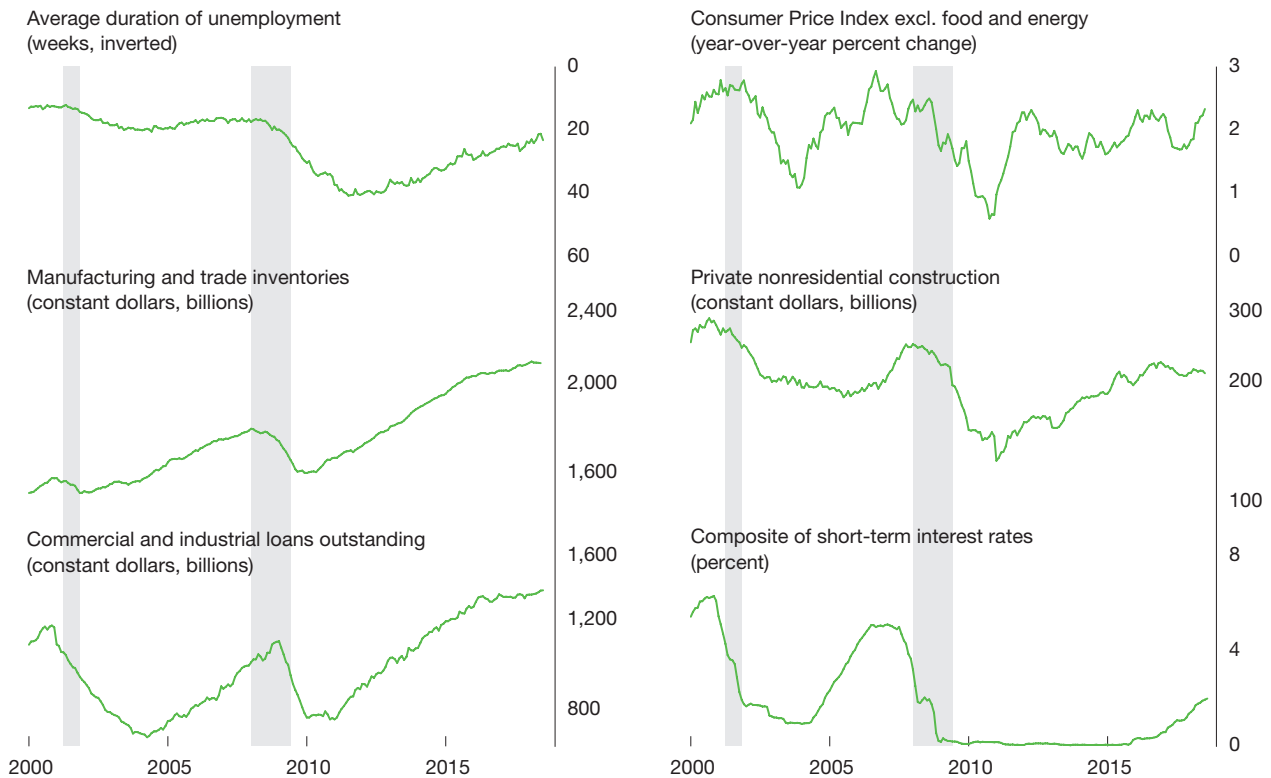 Average duration of unemployment
(weeks, inverted)
0
20
40
60
Manufacturing and trade inventories
(constant dollars, billions)
2,400
2,000
1,600
Commercial and industrial loans outstanding
(constant dollars, billions)
1,600
1,200
800
2000 2005 2010 2015
Consumer Price Index excl. food and energy
(year-over-year percent change)
3
2
1
0
Private nonresidential construction
(constant dollars, billions)
300
200
100
Composite of short-term interest rates
(percent)
8
4
0
2000 2005 2010 2015